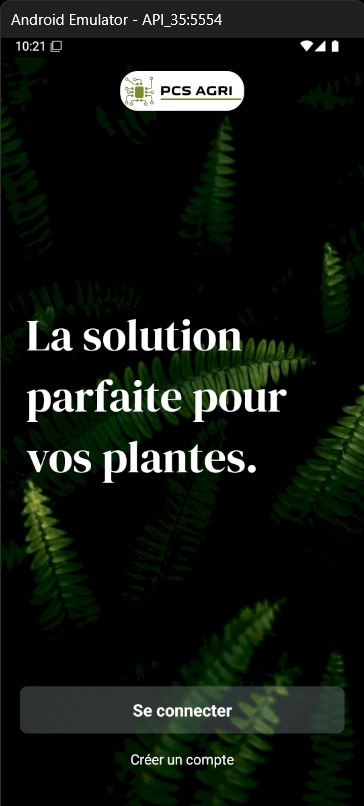 Android Emulator - API_35:5554
10:21
PCS AGRI
La solution
parfaite pour
vos plantes.
Se connecter
Créer un compte